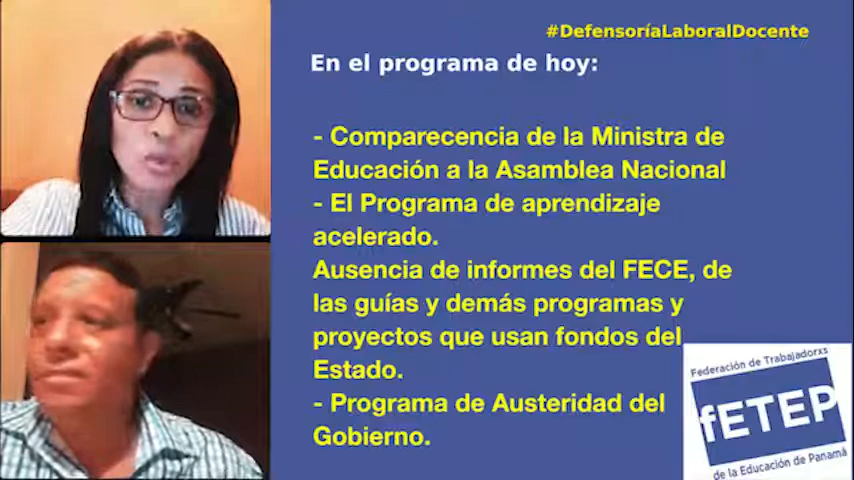 #DefensoríaLaboralDocente
En el programa de hoy:
- Comparecencia de la Ministra de
Educación a la Asamblea Nacional
- El Programa de aprendizaje
acelerado.
Ausencia de informes del FECE, de
las guías y demás programas y
proyectos que usan fondos del
Estado.
- Programa de Austeridad del
Gobierno.
Federación de Trabajadorxs
fETEP
de la Educación de Panamá